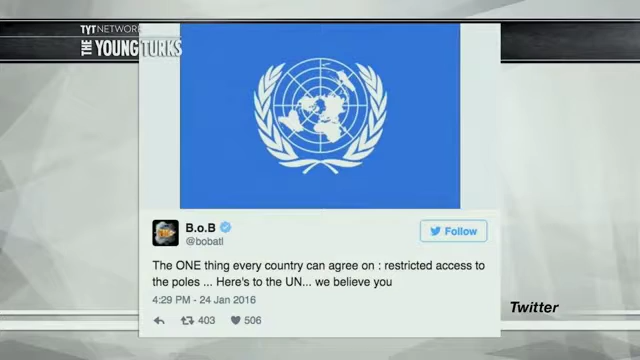 TYT NETWORK
THE YOUNG TURKS
B.o.B
@bobatl
Follow
The ONE thing every country can agree on : restricted access to
the poles ... Here's to the UN... we believe you
4:29 PM - 24 Jan 2016
403 506
Twitter